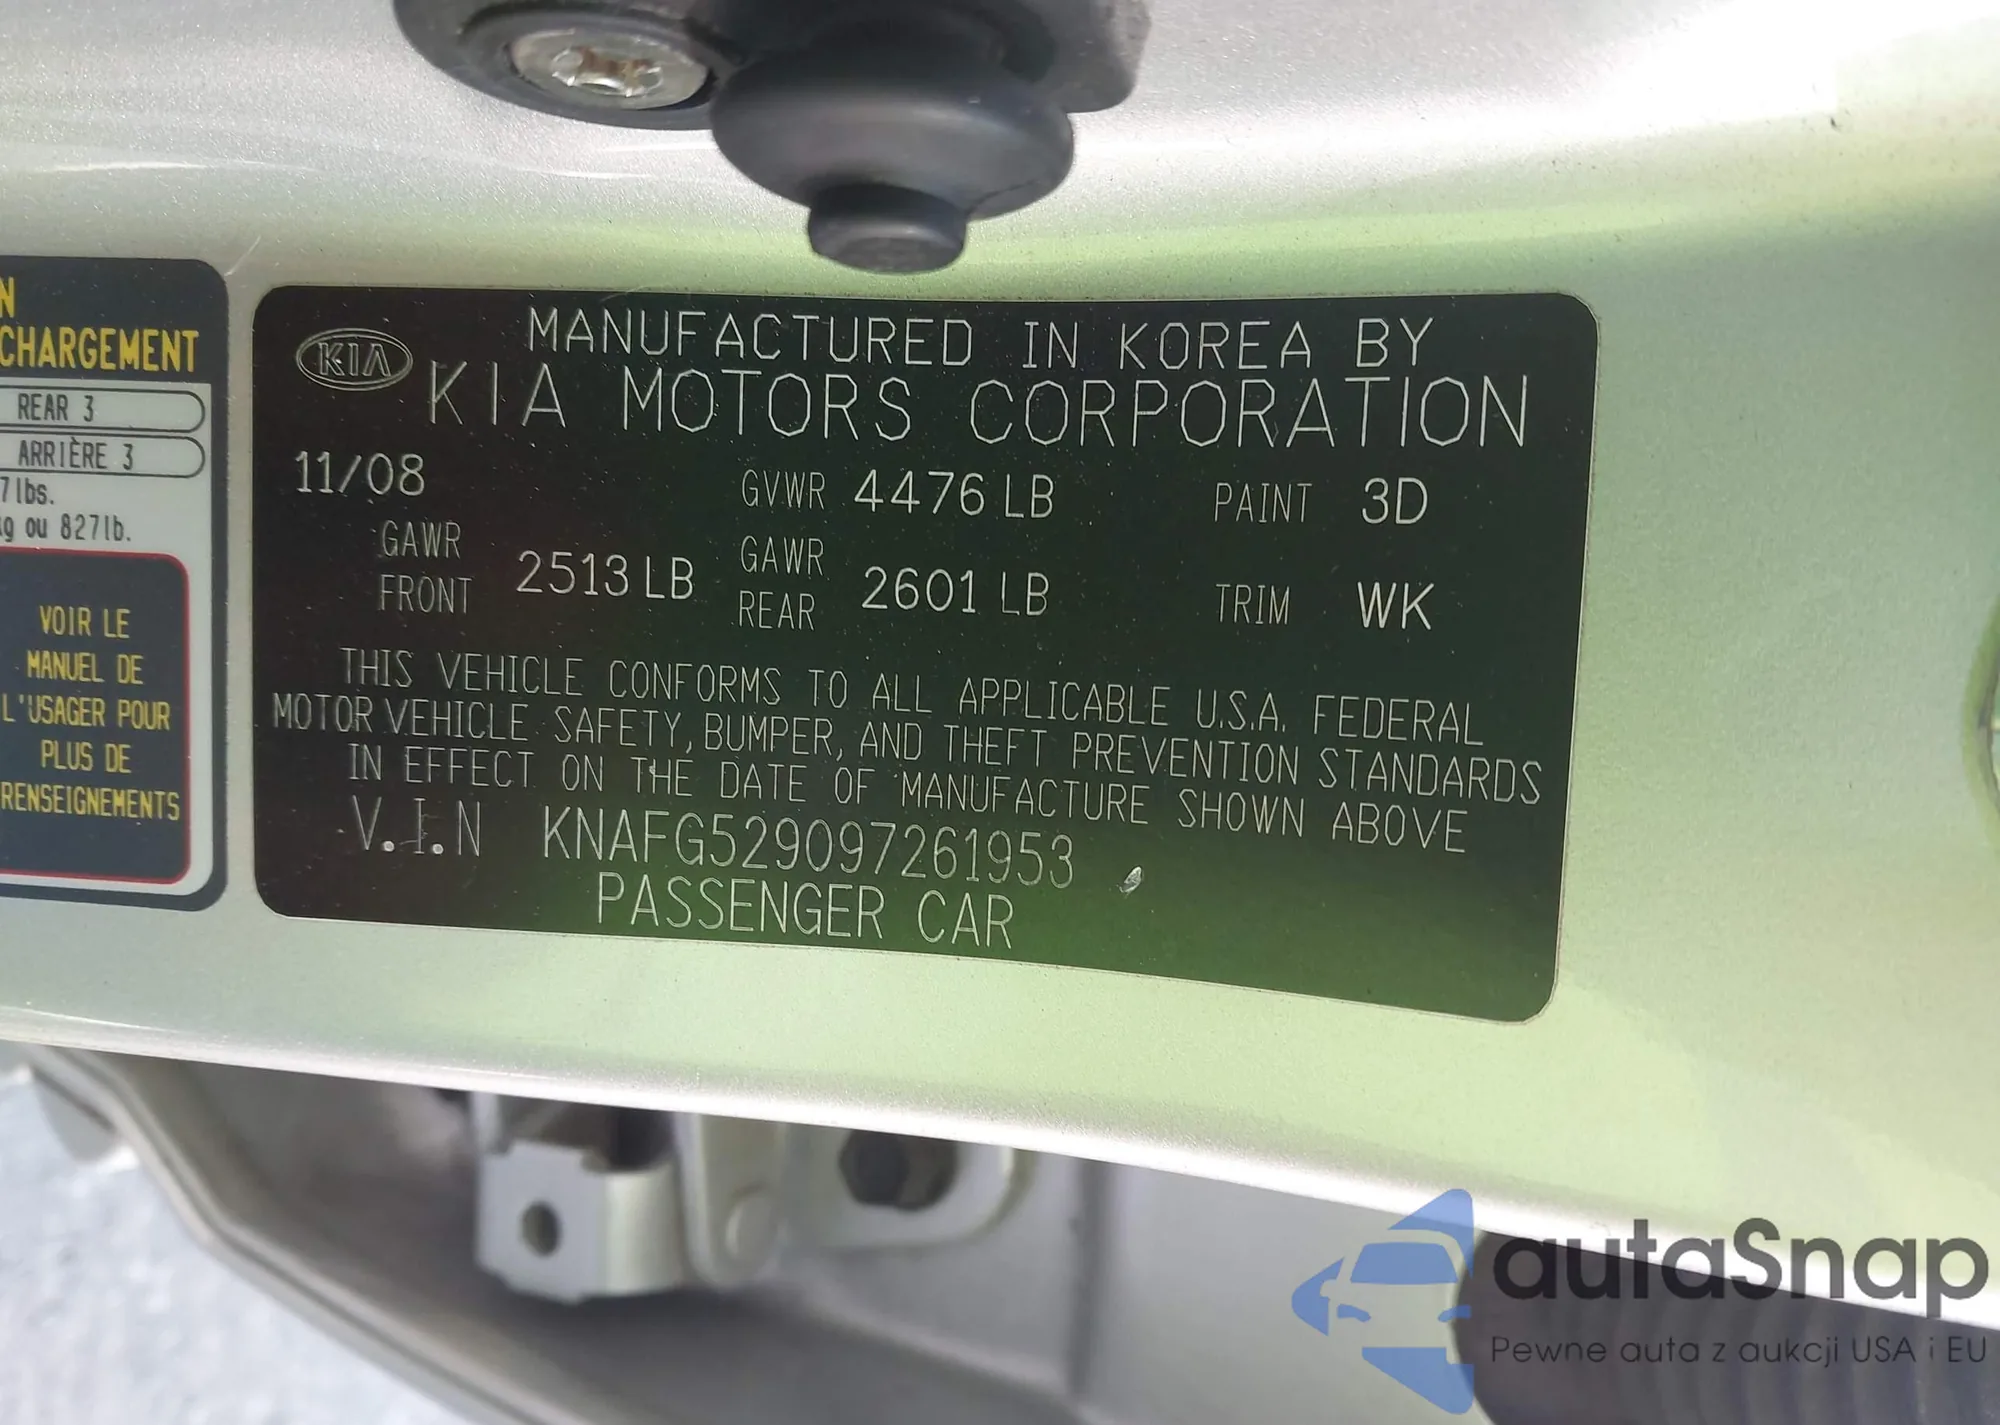 N
CHARGEMENT
REAR 3
ARRIÈRE 3
7 lbs.
kg ou 827lb.
VOIR LE
MANUEL DE
L'USAGER POUR
PLUS DE
RENSEIGNEMENTS
KIA
MANUFACTURED IN KOREA BY
KIA MOTORS CORPORATION
11/08 GVWR 4476 LB PAINT 3D
GAWR FRONT 2513 LB GAWR REAR 2601 LB TRIM WK
THIS VEHICLE CONFORMS TO ALL APPLICABLE U.S.A. FEDERAL
MOTOR VEHICLE SAFETY, BUMPER, AND THEFT PREVENTION STANDARDS
IN EFFECT ON THE DATE OF MANUFACTURE SHOWN ABOVE
V.I.N KNAFG529097261953
PASSENGER CAR
autaSnap
Pewne auta z aukcji USA i EU